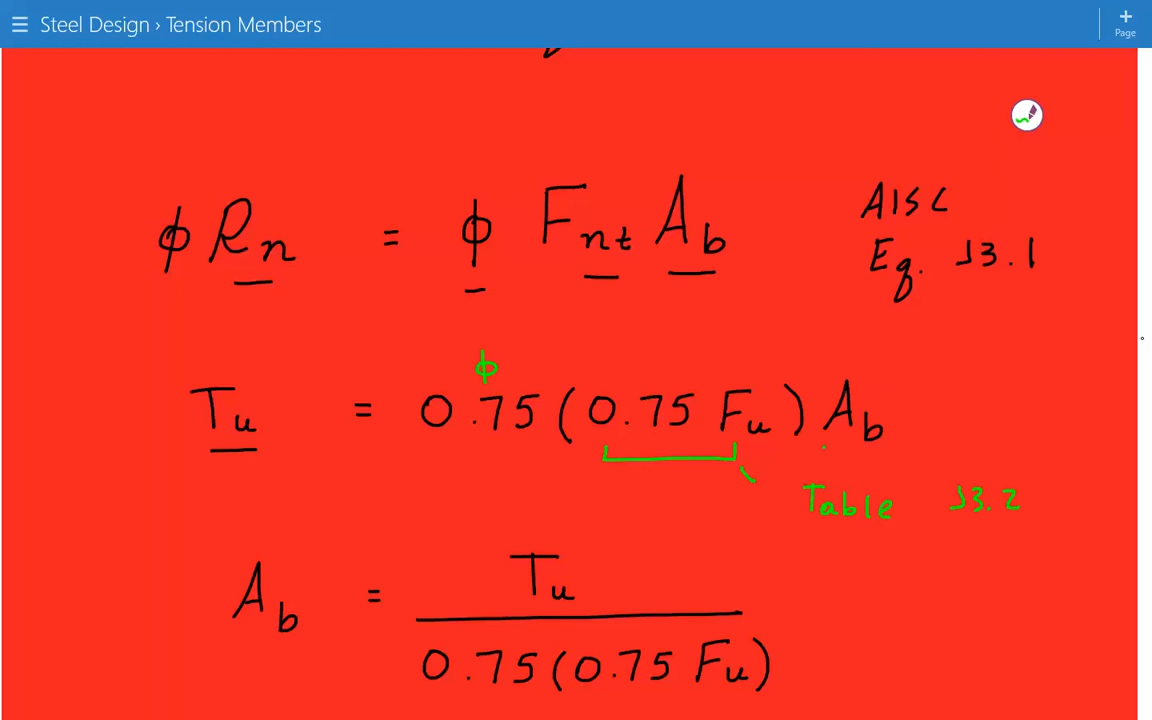 Steel Design › Tension Members
Page
ϕ Rn = ϕ Fnt Ab
AISC
Eq. J3.1
ϕ
Tu = 0.75 (0.75 Fu) Ab
Table J3.2
Ab = Tu / 0.75 (0.75 Fu)